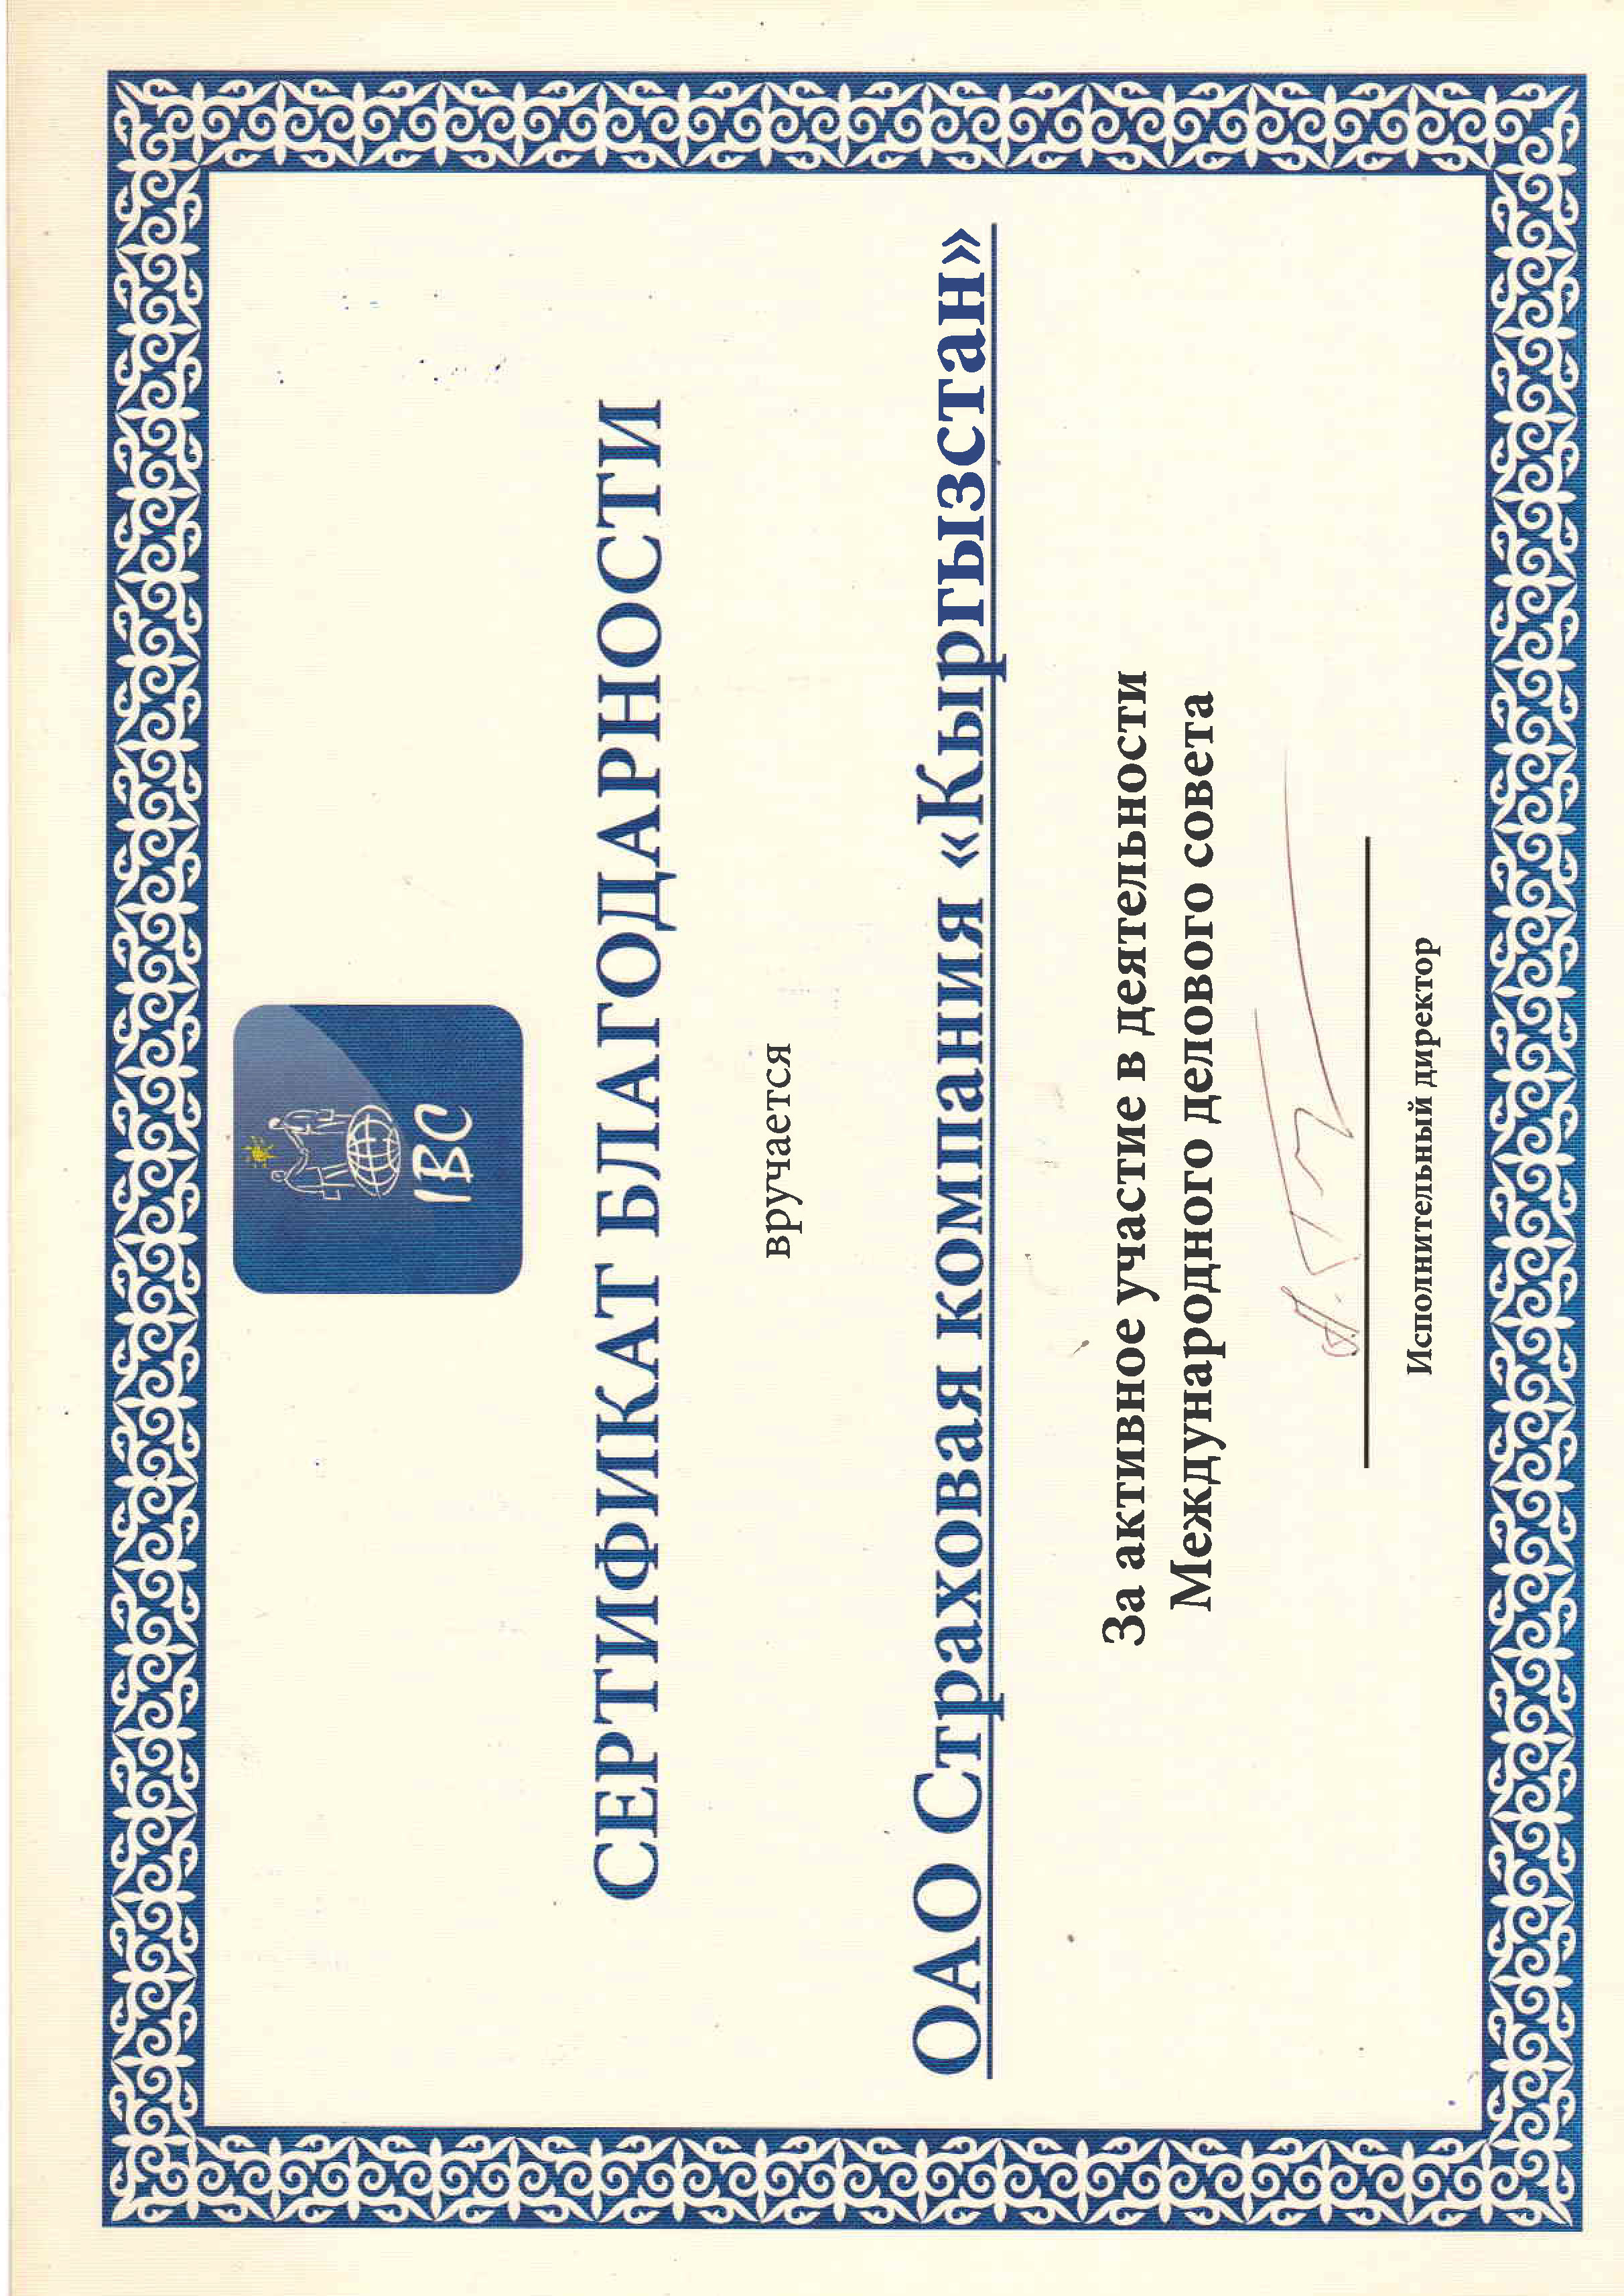 IBC
СЕРТИФИКАТ БЛАГОДАРНОСТИ
вручается
ОАО Страховая компания «Кыргызстан»
За активное участие в деятельности
Международного делового совета
Исполнительный директор